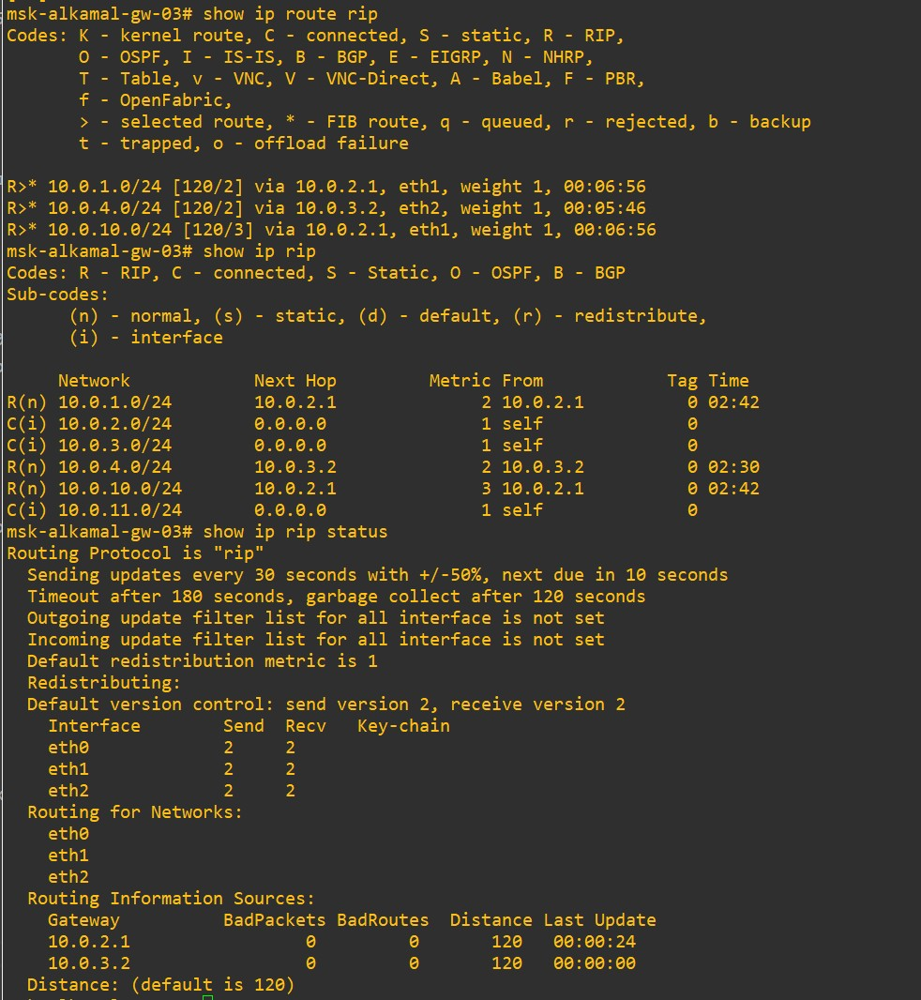 msk-alkamal-gw-03# show ip route rip
Codes: K - kernel route, C - connected, S - static, R - RIP,
       O - OSPF, I - IS-IS, B - BGP, E - EIGRP, N - NHRP,
       T - Table, v - VNC, V - VNC-Direct, A - Babel, F - PBR,
       f - OpenFabric,
       > - selected route, * - FIB route, q - queued, r - rejected, b - backup
       t - trapped, o - offload failure

R>* 10.0.1.0/24 [120/2] via 10.0.2.1, eth1, weight 1, 00:06:56
R>* 10.0.4.0/24 [120/2] via 10.0.3.2, eth2, weight 1, 00:05:46
R>* 10.0.10.0/24 [120/3] via 10.0.2.1, eth1, weight 1, 00:06:56
msk-alkamal-gw-03# show ip rip
Codes: R - RIP, C - connected, S - Static, O - OSPF, B - BGP
Sub-codes:
      (n) - normal, (s) - static, (d) - default, (r) - redistribute,
      (i) - interface

     Network            Next Hop         Metric From                Tag Time
R(n) 10.0.1.0/24        10.0.2.1              2 10.0.2.1              0 02:42
C(i) 10.0.2.0/24        0.0.0.0               1 self                  0
C(i) 10.0.3.0/24        0.0.0.0               1 self                  0
R(n) 10.0.4.0/24        10.0.3.2              2 10.0.3.2              0 02:30
R(n) 10.0.10.0/24       10.0.2.1              3 10.0.2.1              0 02:42
C(i) 10.0.11.0/24       0.0.0.0               1 self                  0
msk-alkamal-gw-03# show ip rip status
Routing Protocol is "rip"
  Sending updates every 30 seconds with +/-50%, next due in 10 seconds
  Timeout after 180 seconds, garbage collect after 120 seconds
  Outgoing update filter list for all interface is not set
  Incoming update filter list for all interface is not set
  Default redistribution metric is 1
  Redistributing:
  Default version control: send version 2, receive version 2
    Interface        Send  Recv   Key-chain
    eth0             2     2
    eth1             2     2
    eth2             2     2
  Routing for Networks:
    eth0
    eth1
    eth2
  Routing Information Sources:
    Gateway          BadPackets BadRoutes  Distance Last Update
    10.0.2.1                 0         0       120   00:00:24
    10.0.3.2                 0         0       120   00:00:00
  Distance: (default is 120)